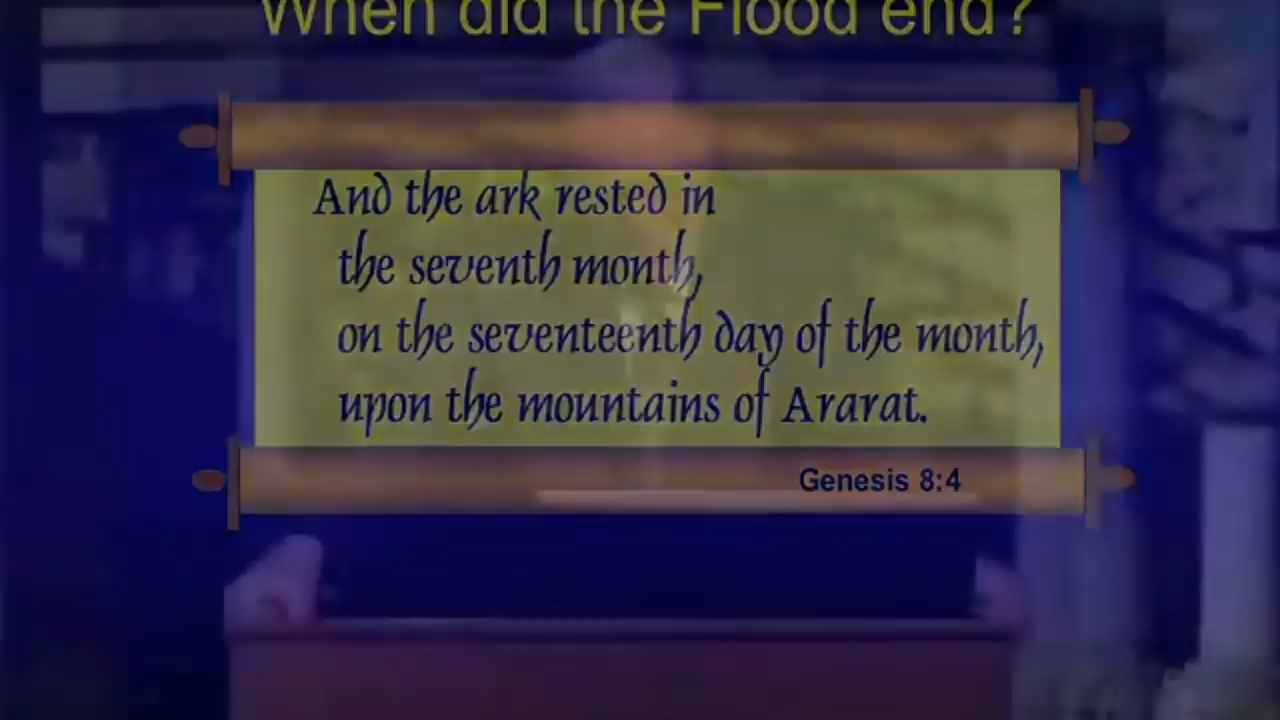 When did the Flood end?
And the ark rested in
the seventh month,
on the seventeenth day of the month,
upon the mountains of Ararat.
Genesis 8:4